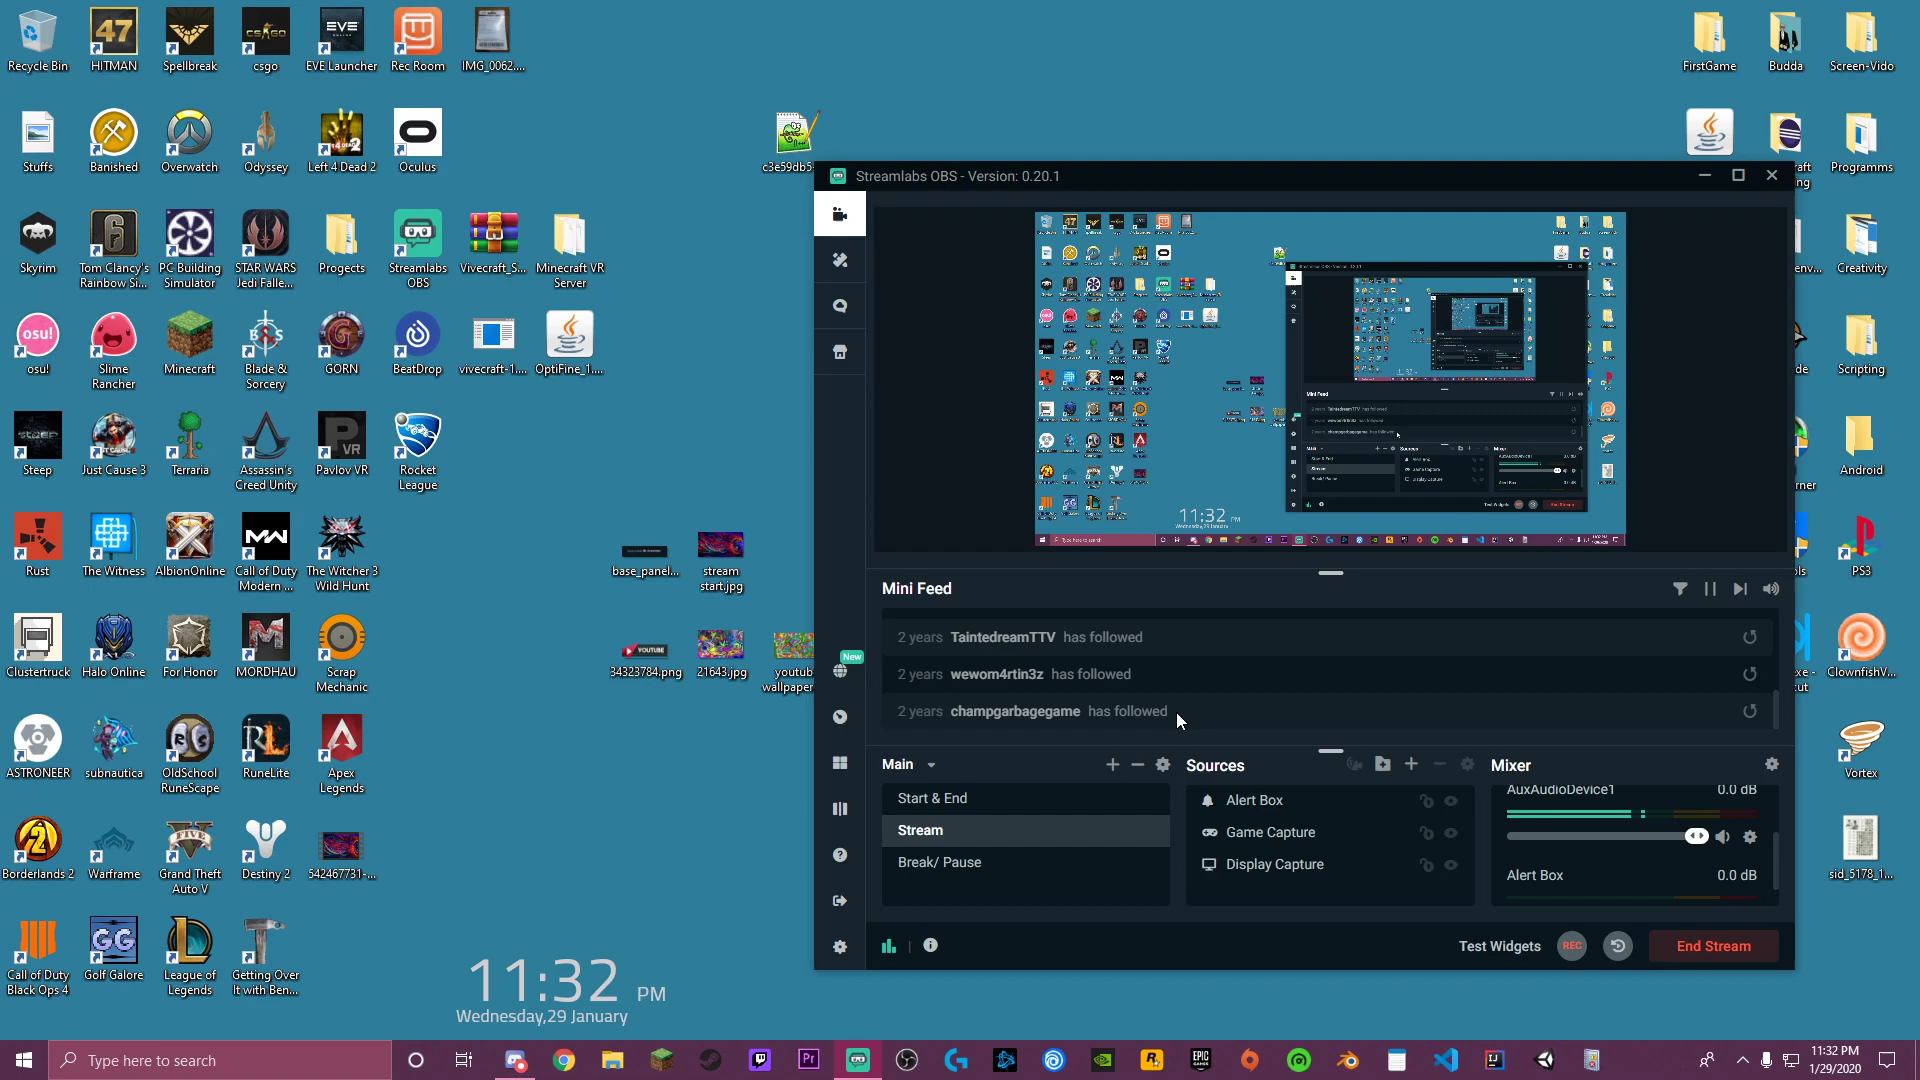 Recycle Bin
HITMAN
Spellbreak
csgo
EVE Launcher
Rec Room
IMG_0062....
FirstGame
Budda
Screen-Vido
Stuffs
Banished
Overwatch
Odyssey
Left 4 Dead 2
Oculus
c3e59db5-
Programms
Streamlabs OBS - Version: 0.20.1
Skyrim
Tom Clancy's
Rainbow Si...
PC Building
Simulator
STAR WARS
Jedi Falle...
Progects
Streamlabs
OBS
Vivecraft_S...
Minecraft VR
Server
Creativity
osu!
Slime
Rancher
Minecraft
Blade &
Sorcery
GORN
BeatDrop
vivecraft-1....
OptiFine_1....
Scripting
Steep
Just Cause 3
Terraria
Assassin's
Creed Unity
Pavlov VR
Rocket
League
Android
Rust
The Witness
AlbionOnline
Call of Duty
Modern ...
The Witcher 3
Wild Hunt
base_panel...
stream
start.jpg
PS3
Mini Feed
2 years TaintedreamTTV has followed
2 years wewom4rtin3z has followed
2 years champgarbagegame has followed
New
Clustertruck
Halo Online
For Honor
MORDHAU
Scrap
Mechanic
34323784.png
21643.jpg
youtub
wallpaper
ClownfishV...
ASTRONEER
subnautica
OldSchool
RuneScape
RuneLite
Apex
Legends
Vortex
Main
Start & End
Stream
Break/ Pause
Sources
Alert Box
Game Capture
Display Capture
Mixer
AuxAudioDevice1 0.0 dB
Alert Box 0.0 dB
Borderlands 2
Warframe
Grand Theft
Auto V
Destiny 2
542467731-...
sid_5178_1...
Call of Duty
Black Ops 4
Golf Galore
League of
Legends
Getting Over
It with Ben...
Test Widgets
REC
End Stream
11:32 PM
Wednesday,29 January
Type here to search
11:32 PM
1/29/2020